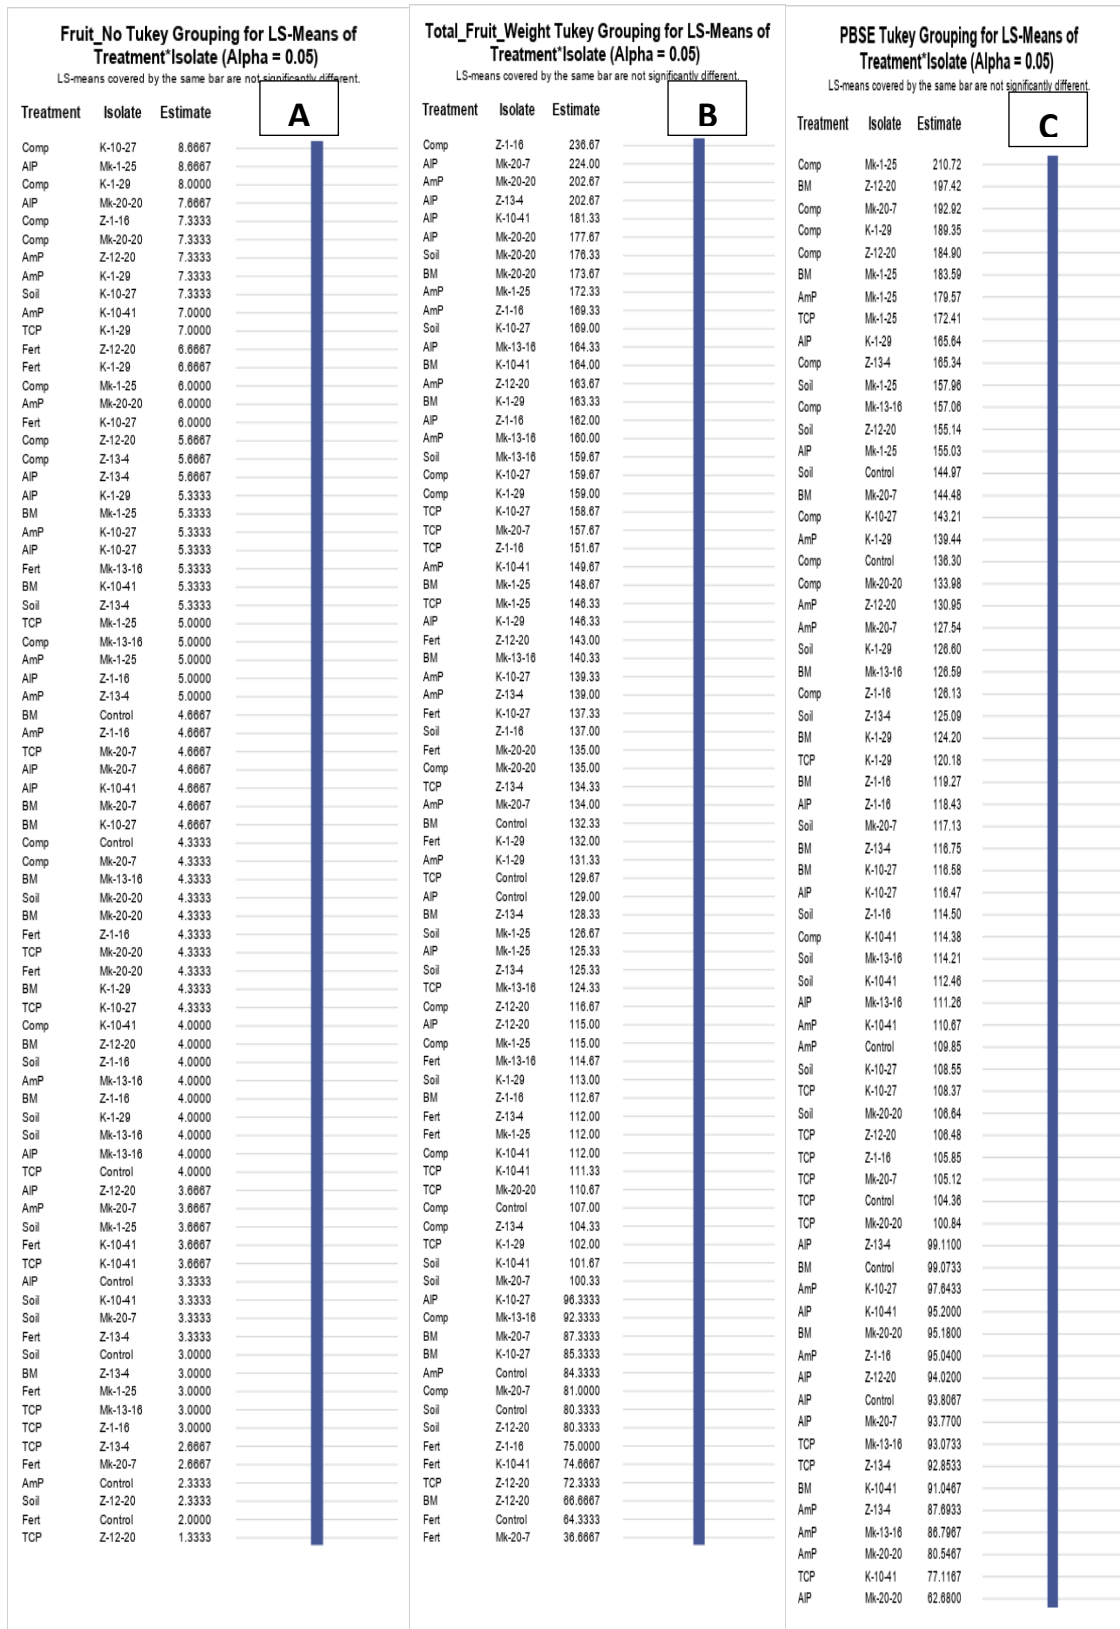 Fruit_No Tukey Grouping for LS-Means of
Treatment*Isolate (Alpha = 0.05)
LS-means covered by the same bar are not significantly different.
A
Treatment Isolate Estimate
Comp K-10-27 8.6667
AlP Mk-1-25 8.6667
Comp K-1-29 8.0000
AlP Mk-20-20 7.6667
Comp Z-1-16 7.3333
Comp Mk-20-20 7.3333
AmP Z-12-20 7.3333
AmP K-1-29 7.3333
Soil K-10-27 7.3333
AmP K-10-41 7.0000
TCP K-1-29 7.0000
Fert Z-12-20 6.6667
Fert K-1-29 6.6667
Comp Mk-1-25 6.0000
AmP Mk-20-20 6.0000
Fert K-10-27 6.0000
Comp Z-12-20 5.6667
Comp Z-13-4 5.6667
AlP Z-13-4 5.6667
AlP K-1-29 5.3333
BM Mk-1-25 5.3333
AmP K-10-27 5.3333
AlP K-10-27 5.3333
Fert Mk-13-16 5.3333
BM K-10-41 5.3333
Soil Z-13-4 5.3333
TCP Mk-1-25 5.0000
Comp Mk-13-16 5.0000
AmP Mk-1-25 5.0000
AlP Z-1-16 5.0000
AmP Z-13-4 5.0000
BM Control 4.6667
AmP Z-1-16 4.6667
TCP Mk-20-7 4.6667
AlP Mk-20-7 4.6667
AlP K-10-41 4.6667
BM Mk-20-7 4.6667
BM K-10-27 4.6667
Comp Control 4.3333
Comp Mk-20-7 4.3333
BM Mk-13-16 4.3333
Soil Mk-20-20 4.3333
BM Mk-20-20 4.3333
Fert Z-1-16 4.3333
TCP Mk-20-20 4.3333
Fert Mk-20-20 4.3333
BM K-1-29 4.3333
TCP K-10-27 4.3333
Comp K-10-41 4.0000
BM Z-12-20 4.0000
Soil Z-1-16 4.0000
AmP Mk-13-16 4.0000
BM Z-1-16 4.0000
Soil K-1-29 4.0000
Soil Mk-13-16 4.0000
AlP Mk-13-16 4.0000
TCP Control 4.0000
AlP Z-12-20 3.6667
AmP Mk-20-7 3.6667
Soil Mk-1-25 3.6667
Fert K-10-41 3.6667
TCP K-10-41 3.6667
AlP Control 3.3333
Soil K-10-41 3.3333
Soil Mk-20-7 3.3333
Fert Z-13-4 3.3333
Soil Control 3.0000
BM Z-13-4 3.0000
Fert Mk-1-25 3.0000
TCP Mk-13-16 3.0000
TCP Z-1-16 3.0000
TCP Z-13-4 2.6667
Fert Mk-20-7 2.6667
AmP Control 2.3333
Soil Z-12-20 2.3333
Fert Control 2.0000
TCP Z-12-20 1.3333
Total_Fruit_Weight Tukey Grouping for LS-Means of
Treatment*Isolate (Alpha = 0.05)
LS-means covered by the same bar are not significantly different.
B
Treatment Isolate Estimate
Comp Z-1-16 236.67
AlP Mk-20-7 224.00
AmP Mk-20-20 202.67
AlP Z-13-4 202.67
AlP K-10-41 181.33
AlP Mk-20-20 177.67
Soil Mk-20-20 176.33
BM Mk-20-20 173.67
AmP Mk-1-25 172.33
AmP Z-1-16 169.33
Soil K-10-27 169.00
AlP Mk-13-16 164.33
BM K-10-41 164.00
AmP Z-12-20 163.67
BM K-1-29 163.33
AlP Z-1-16 162.00
AmP Mk-13-16 160.00
Soil Mk-13-16 159.67
Comp K-10-27 159.67
Comp K-1-29 159.00
TCP K-10-27 158.67
TCP Mk-20-7 157.67
TCP Z-1-16 151.67
AmP K-10-41 149.67
BM Mk-1-25 148.67
TCP Mk-1-25 146.33
AlP K-1-29 146.33
Fert Z-12-20 143.00
BM Mk-13-16 140.33
AmP K-10-27 139.33
AmP Z-13-4 139.00
Fert K-10-27 137.33
Soil Z-1-16 137.00
Fert Mk-20-20 135.00
Comp Mk-20-20 135.00
TCP Z-13-4 134.33
AmP Mk-20-7 134.00
BM Control 132.33
Fert K-1-29 132.00
AmP K-1-29 131.33
TCP Control 129.67
AlP Control 129.00
BM Z-13-4 128.33
Soil Mk-1-25 126.67
AlP Mk-1-25 125.33
Soil Z-13-4 125.33
TCP Mk-13-16 124.33
Comp Z-12-20 116.67
AlP Z-12-20 115.00
Comp Mk-1-25 115.00
Fert Mk-13-16 114.67
Soil K-1-29 113.00
BM Z-1-16 112.67
Fert Z-13-4 112.00
Fert Mk-1-25 112.00
Comp K-10-41 112.00
TCP K-10-41 111.33
TCP Mk-20-20 110.67
Comp Control 107.00
Comp Z-13-4 104.33
TCP K-1-29 102.00
Soil K-10-41 101.67
Soil Mk-20-7 100.33
AlP K-10-27 96.3333
Comp Mk-13-16 92.3333
BM Mk-20-7 87.3333
BM K-10-27 85.3333
AmP Control 84.3333
Comp Mk-20-7 81.0000
Soil Control 80.3333
Soil Z-12-20 80.3333
Fert Z-1-16 75.0000
Fert K-10-41 74.6667
TCP Z-12-20 72.3333
BM Z-12-20 66.6667
Fert Control 64.3333
Fert Mk-20-7 36.6667
PBSE Tukey Grouping for LS-Means of
Treatment*Isolate (Alpha = 0.05)
LS-means covered by the same bar are not significantly different.
C
Treatment Isolate Estimate
Comp Mk-1-25 210.72
BM Z-12-20 197.42
Comp Mk-20-7 192.92
Comp K-1-29 189.35
Comp Z-12-20 184.90
BM Mk-1-25 183.59
AmP Mk-1-25 179.57
TCP Mk-1-25 172.41
AlP K-1-29 165.64
Comp Z-13-4 165.34
Soil Mk-1-25 157.96
Comp Mk-13-16 157.06
Soil Z-12-20 155.14
AlP Mk-1-25 155.03
Soil Control 144.97
BM Mk-20-7 144.48
Comp K-10-27 143.21
AmP K-1-29 139.44
Comp Control 136.30
Comp Mk-20-20 133.98
AmP Z-12-20 130.95
AmP Mk-20-7 127.54
Soil K-1-29 126.60
BM Mk-13-16 126.59
Comp Z-1-16 126.13
Soil Z-13-4 125.09
BM K-1-29 124.20
TCP K-1-29 120.18
BM Z-1-16 119.27
AlP Z-1-16 118.43
Soil Mk-20-7 117.13
BM Z-13-4 116.75
BM K-10-27 116.58
AlP K-10-27 116.47
Soil Z-1-16 114.50
Comp K-10-41 114.38
Soil Mk-13-16 114.21
Soil K-10-41 112.46
AlP Mk-13-16 111.26
AmP K-10-41 110.67
AmP Control 109.85
Soil K-10-27 108.55
TCP K-10-27 108.37
Soil Mk-20-20 106.64
TCP Z-12-20 106.48
TCP Z-1-16 105.85
TCP Mk-20-7 105.12
TCP Control 104.36
TCP Mk-20-20 100.84
AlP Z-13-4 99.1100
BM Control 99.0733
AmP K-10-27 97.6433
AlP K-10-41 95.2000
BM Mk-20-20 95.1800
AmP Z-1-16 95.0400
AlP Z-12-20 94.0200
AlP Control 93.8067
AlP Mk-20-7 93.7700
TCP Mk-13-16 93.0733
TCP Z-13-4 92.8533
BM K-10-41 91.0467
AmP Z-13-4 87.6933
AmP Mk-13-16 86.7967
AmP Mk-20-20 80.5467
TCP K-10-41 77.1167
AlP Mk-20-20 62.6800